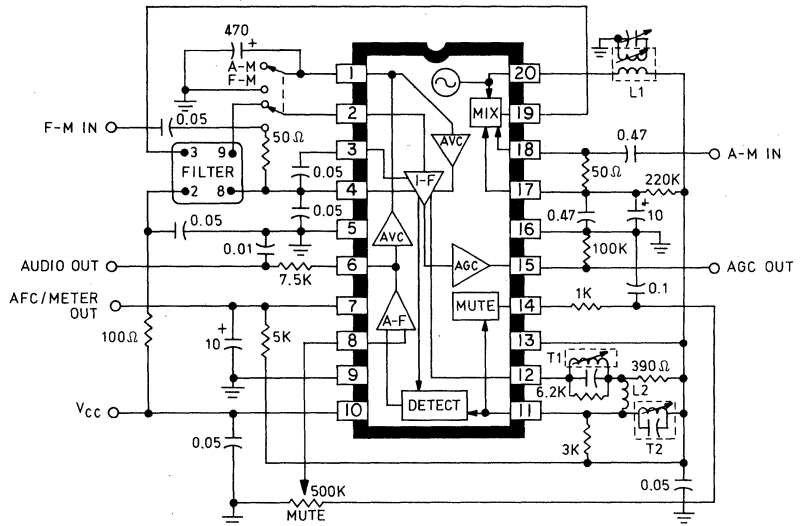 470
+
A-M
F-M
F-M IN
0.05
50Ω
3 9
FILTER
2 8
0.05
0.05
0.05
0.01
AUDIO OUT
7.5K
AFC/METER
OUT
100Ω
+
10
5K
VCC
0.05
500K
MUTE
1
2
3
4
5
6
7
8
9
10
20
19
18
17
16
15
14
13
12
11
MIX
AVC
I-F
AVC
AGC
MUTE
A-F
DETECT
L1
0.47
A-M IN
50Ω
220K
0.47
+
10
100K
AGC OUT
0.1
1K
T1
390Ω
6.2K
L2
T2
3K
0.05